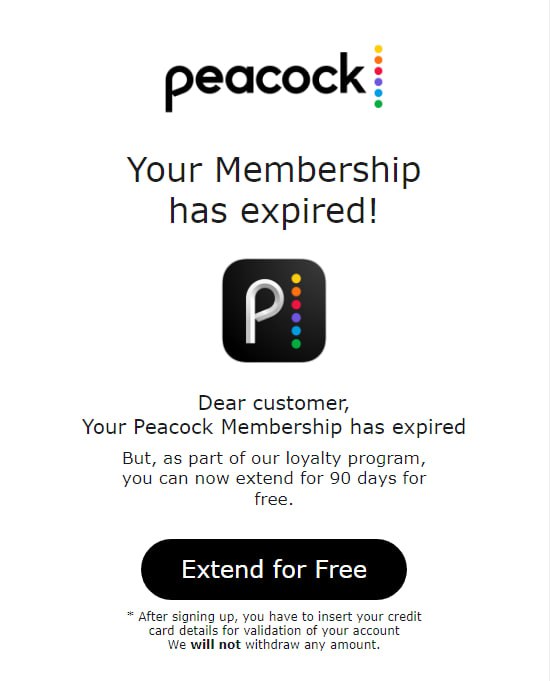 peacock
Your Membership
has expired!
P
Dear customer,
Your Peacock Membership has expired
But, as part of our loyalty program,
you can now extend for 90 days for
free.
Extend for Free
* After signing up, you have to insert your credit
card details for validation of your account
We will not withdraw any amount.